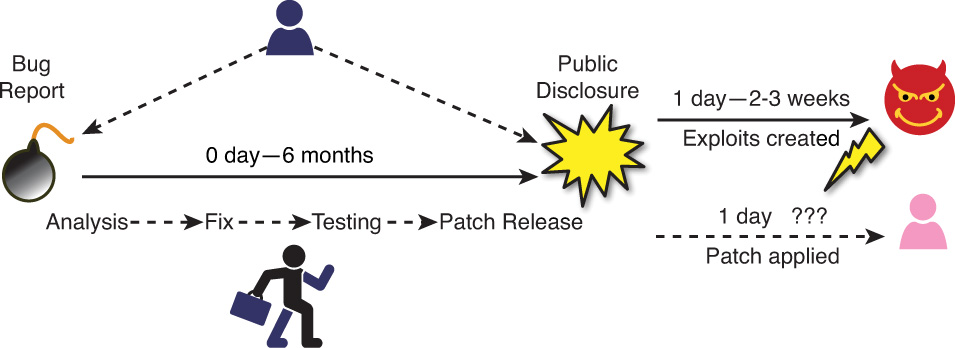 Bug
Report
Public
Disclosure
0 day—6 months
1 day—2-3 weeks
Exploits created
Analysis
Fix
Testing
Patch Release
1 day ???
Patch applied